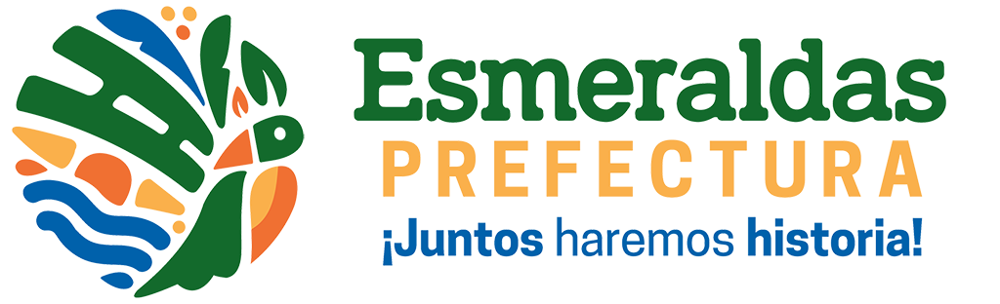 Esmeraldas
PREFECTURA
¡Juntos haremos historia!